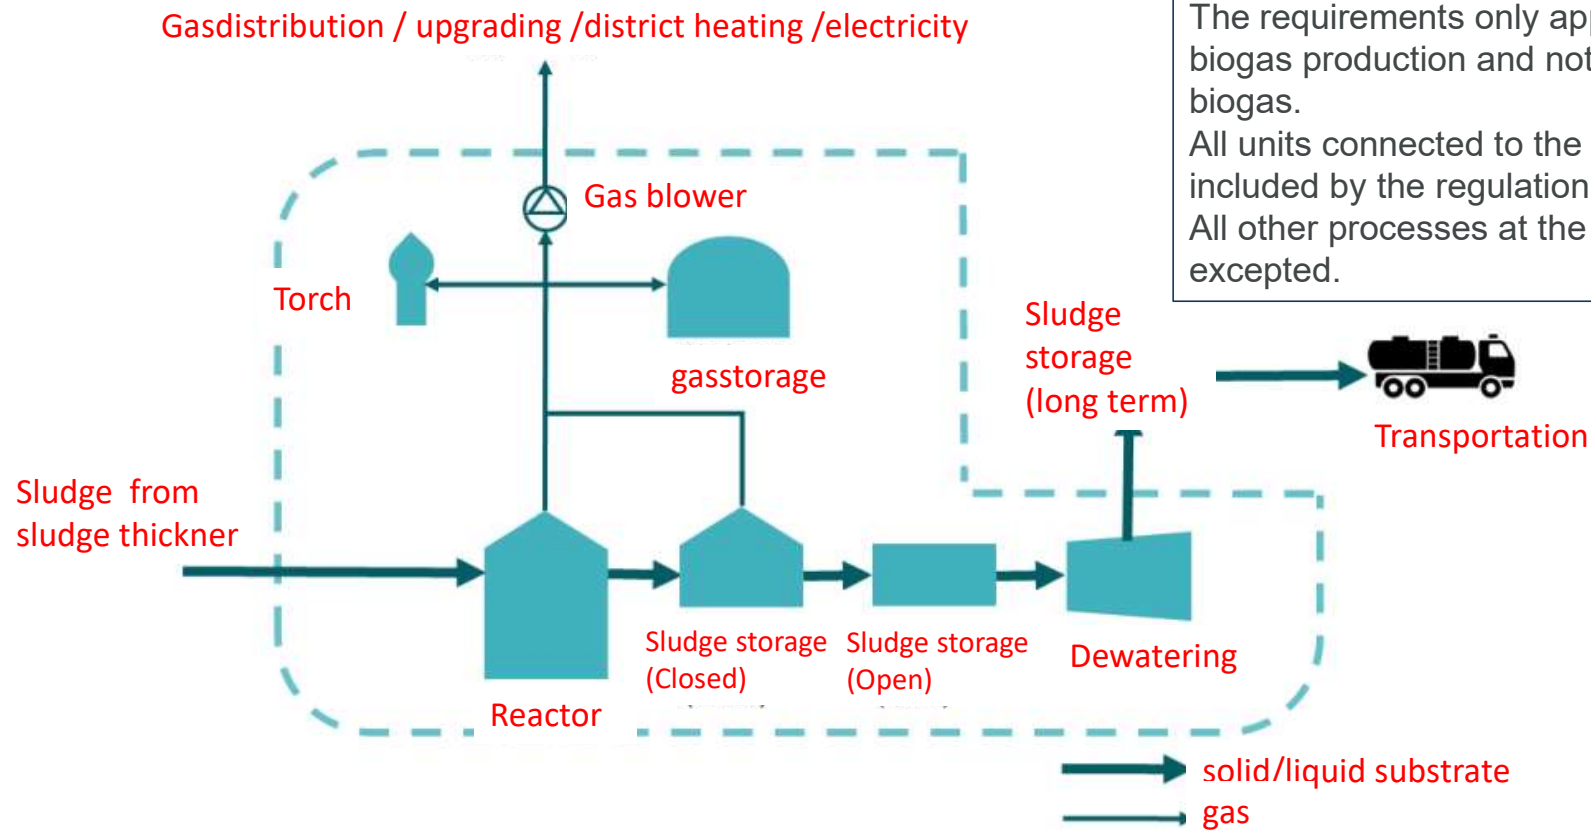 Gasdistribution / upgrading /district heating /electricity
The requirements only
biogas production and not
biogas.
All units connected to the
included by the regulation
All other processes at the
excepted.
Gas blower
Torch
gasstorage
Sludge
storage
(long term)
Transportation
Sludge from
sludge thickner
Sludge storage
(Closed)
Sludge storage
(Open)
Dewatering
Reactor
solid/liquid substrate
gas